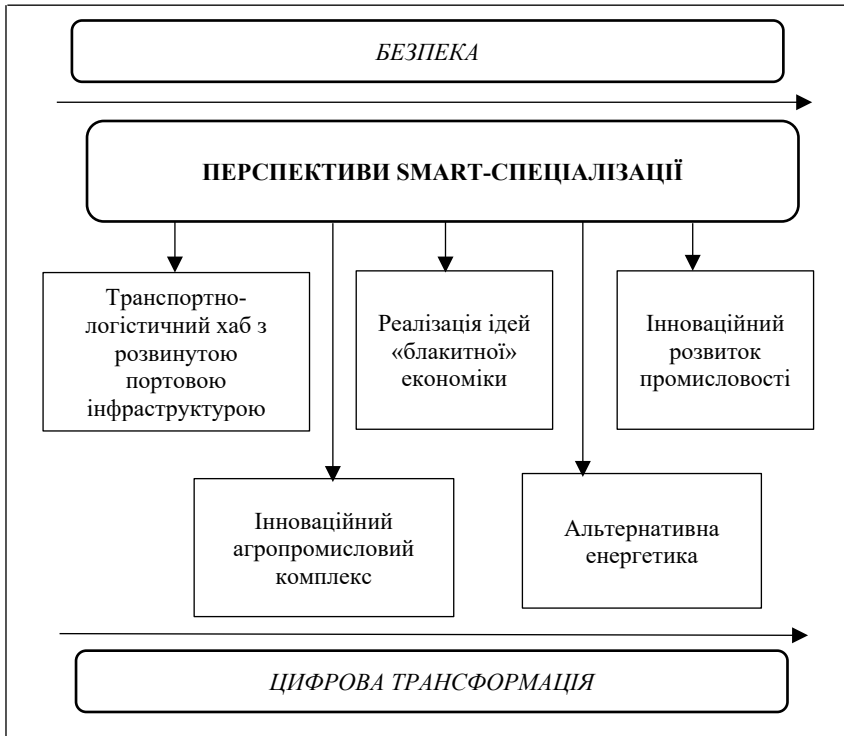 БЕЗПЕКА
ПЕРСПЕКТИВИ SMART-СПЕЦІАЛІЗАЦІЇ
Транспортно-
логістичний хаб з
розвинутою
портовою
інфраструктурою
Реалізація ідей
«блакитної»
економіки
Інноваційний
розвиток
промисловості
Інноваційний
агропромисловий
комплекс
Альтернативна
енергетика
ЦИФРОВА ТРАНСФОРМАЦІЯ